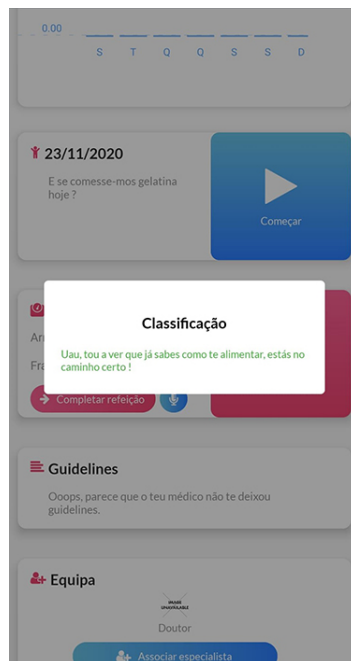 0.00
S T Q Q S S D
23/11/2020
E se comesse-mos gelatina
hoje ?
Começar
Classificação
An
Uau, tou a ver que já sabes como te alimentar, estás no
caminho certo !
Fra
Completar refeição
Guidelines
Ooops, parece que o teu médico não te deixou
guidelines.
Equipa
IMAGE
UNAVAILABLE
Doutor
Associar especialista